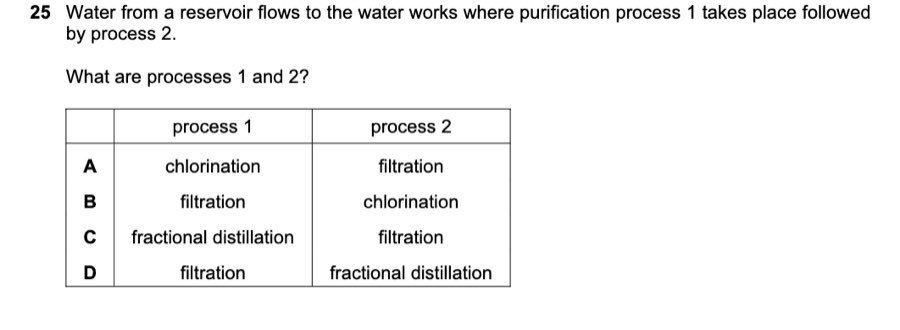 25 Water from a reservoir flows to the water works where purification process 1 takes place followed
by process 2.
What are processes 1 and 2?
process 1 process 2
A chlorination filtration
B filtration chlorination
C fractional distillation filtration
D filtration fractional distillation